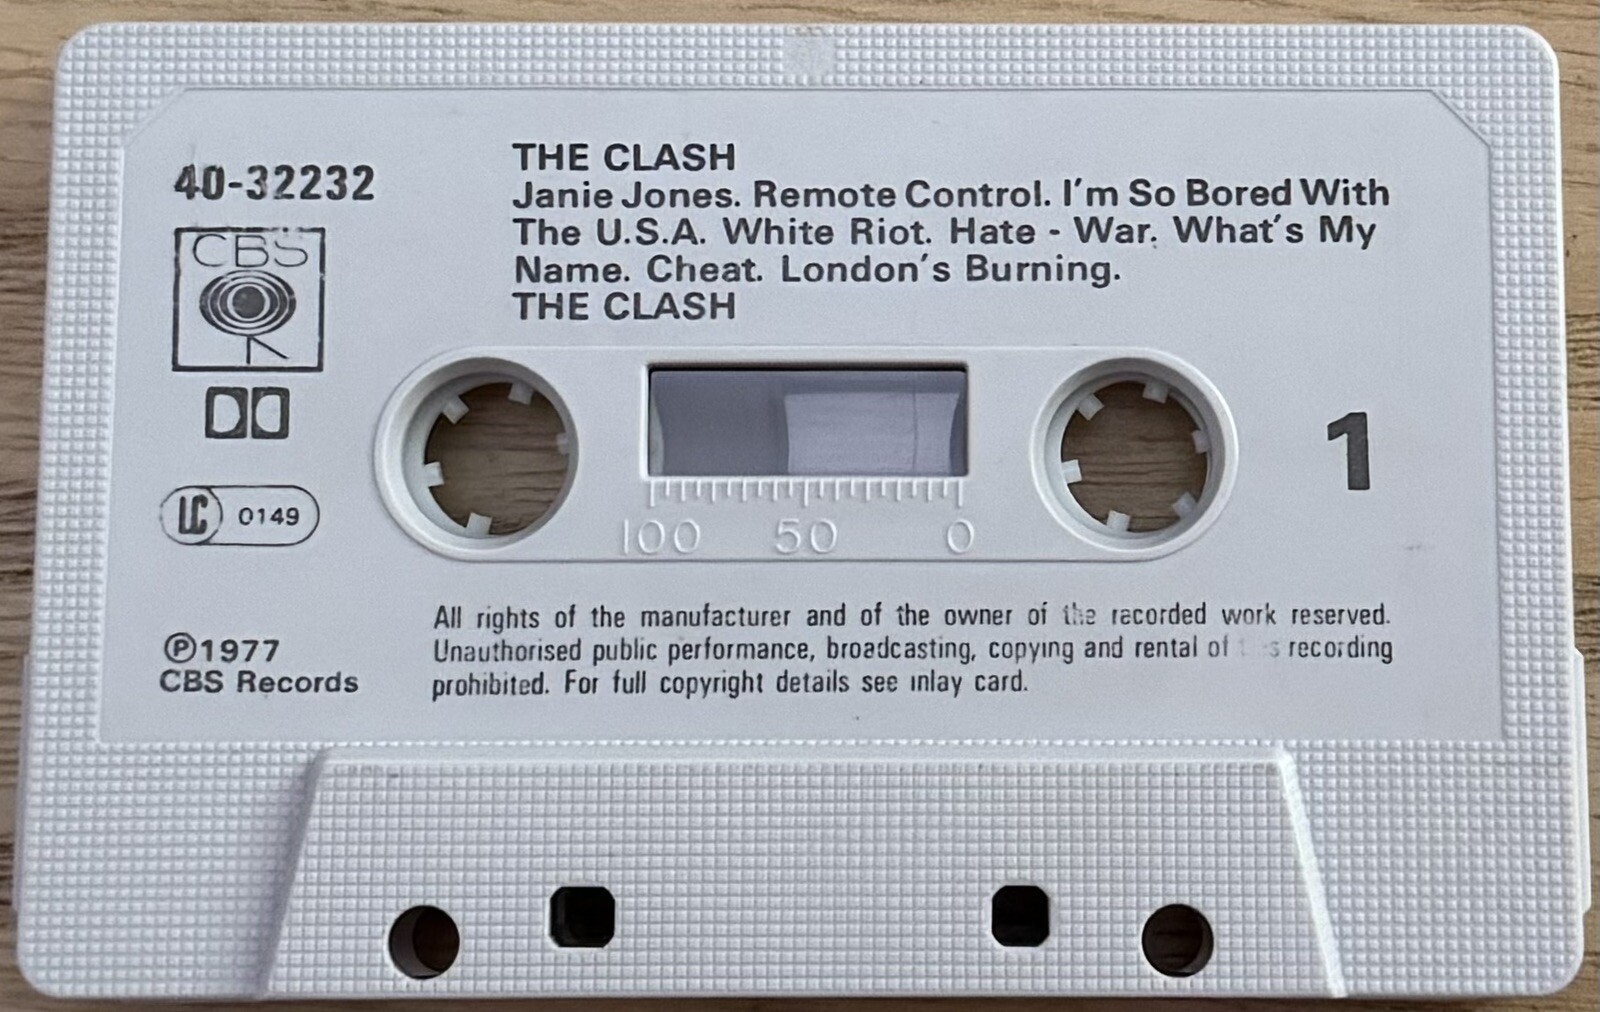 40-32232
CBS
THE CLASH
Janie Jones. Remote Control. I'm So Bored With
The U.S.A. White Riot. Hate - War. What's My
Name. Cheat. London's Burning.
THE CLASH
LC 0149
100 50 0
1
℗1977
CBS Records
All rights of the manufacturer and of the owner of the recorded work reserved.
Unauthorised public performance, broadcasting, copying and rental of recording
prohibited. For full copyright details see inlay card.